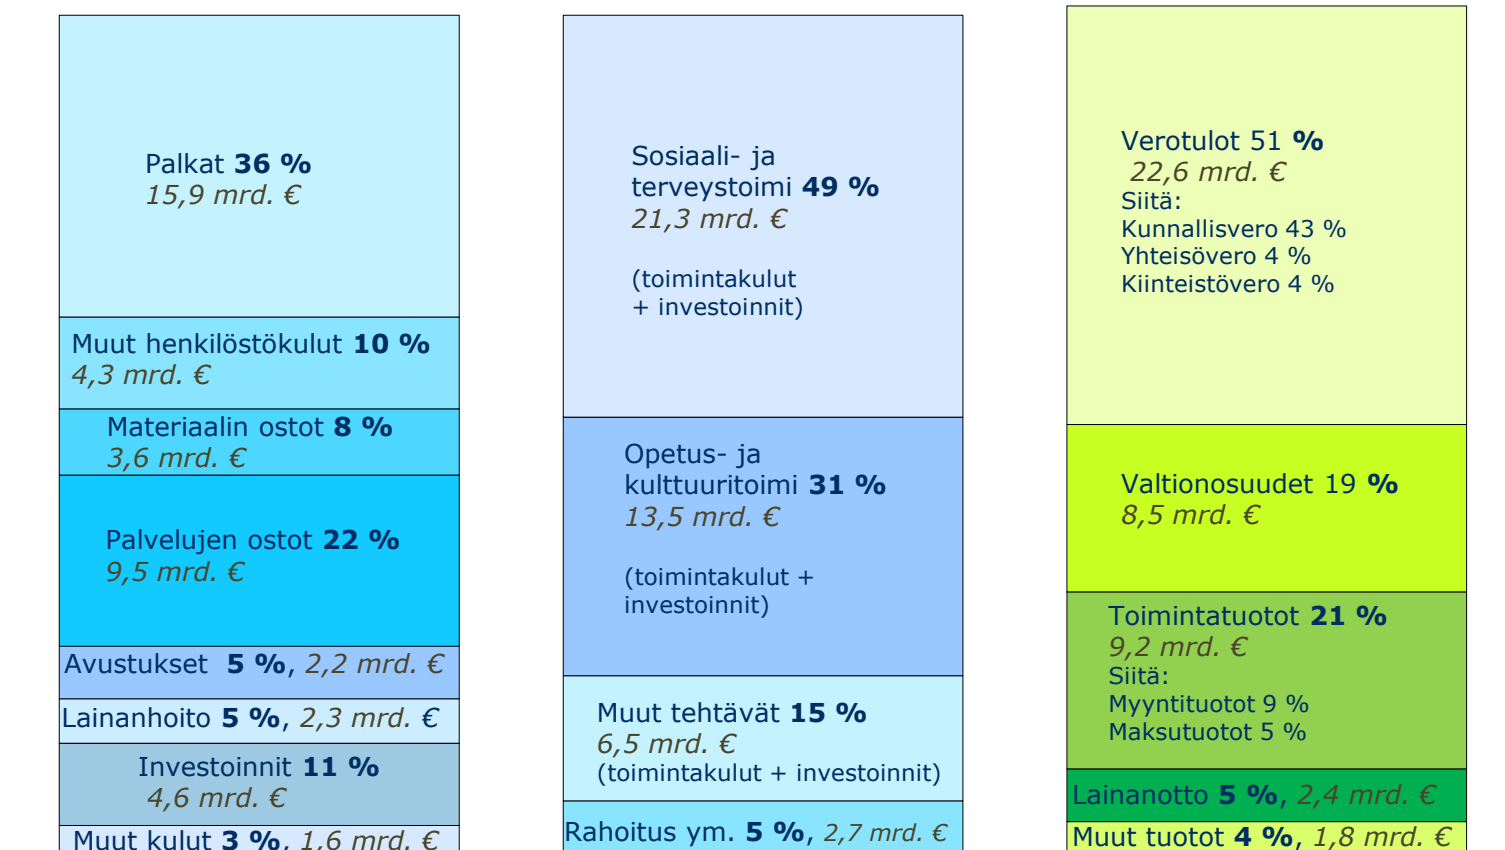 Palkat 36 %
15,9 mrd. €
Muut henkilöstökulut 10 %
4,3 mrd. €
Materiaalin ostot 8 %
3,6 mrd. €
Palvelujen ostot 22 %
9,5 mrd. €
Avustukset  5 %, 2,2 mrd. €
Lainanhoito 5 %, 2,3 mrd. €
Investoinnit 11 %
4,6 mrd. €
Muut kulut 3 %, 1,6 mrd. €
Sosiaali- ja
terveystoimi 49 %
21,3 mrd. €
(toimintakulut
+ investoinnit)
Opetus- ja
kulttuuritoimi 31 %
13,5 mrd. €
(toimintakulut +
investoinnit)
Muut tehtävät 15 %
6,5 mrd. €
(toimintakulut + investoinnit)
Rahoitus ym. 5 %, 2,7 mrd. €
Verotulot 51 %
22,6 mrd. €
Siitä:
Kunnallisvero 43 %
Yhteisövero 4 %
Kiinteistövero 4 %
Valtionosuudet 19 %
8,5 mrd. €
Toimintatuotot 21 %
9,2 mrd. €
Siitä:
Myyntituotot 9 %
Maksutuotot 5 %
Lainanotto 5 %, 2,4 mrd. €
Muut tuotot 4 %, 1,8 mrd. €